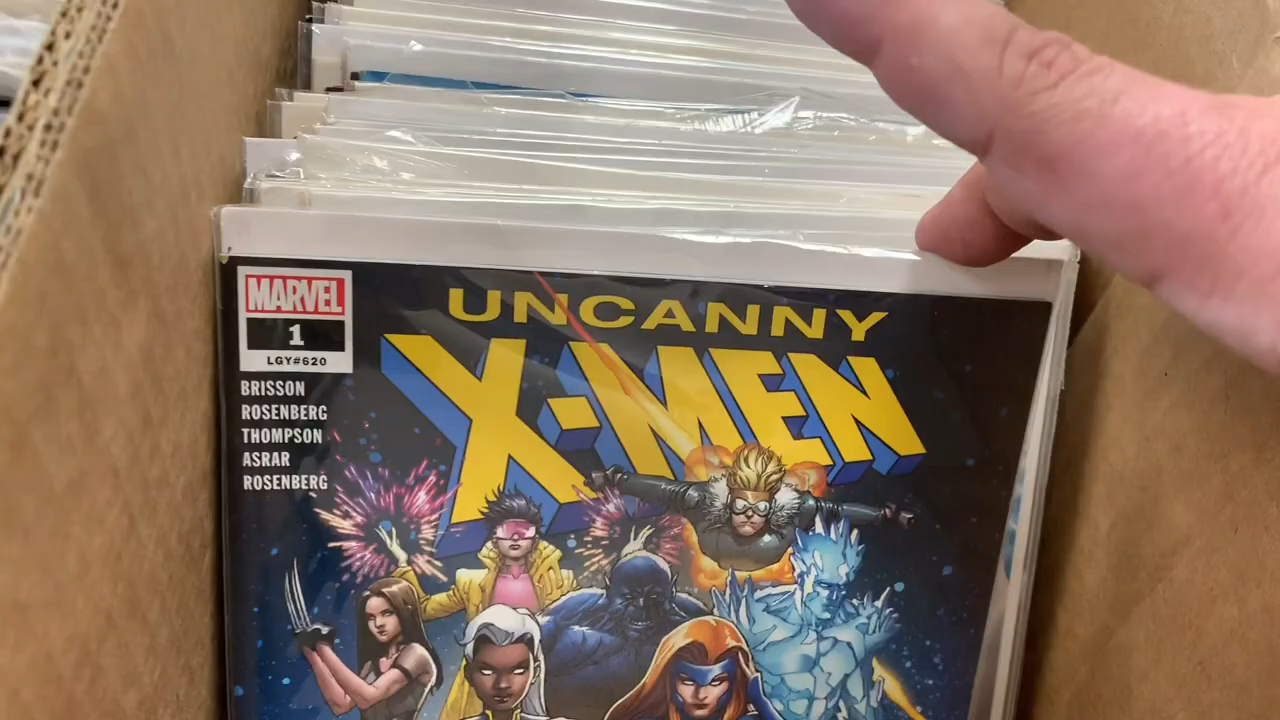 MARVEL
1
LGY#620
BRISSON
ROSENBERG
THOMPSON
ASRAR
ROSENBERG
UNCANNY
X-MEN